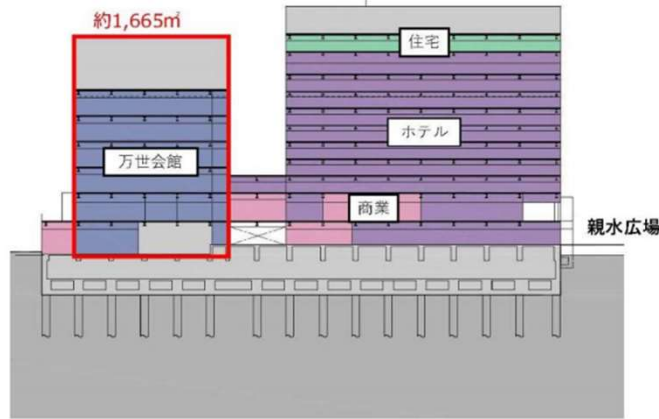 約1,665㎡
住宅
ホテル
万世会館
商業
親水広場